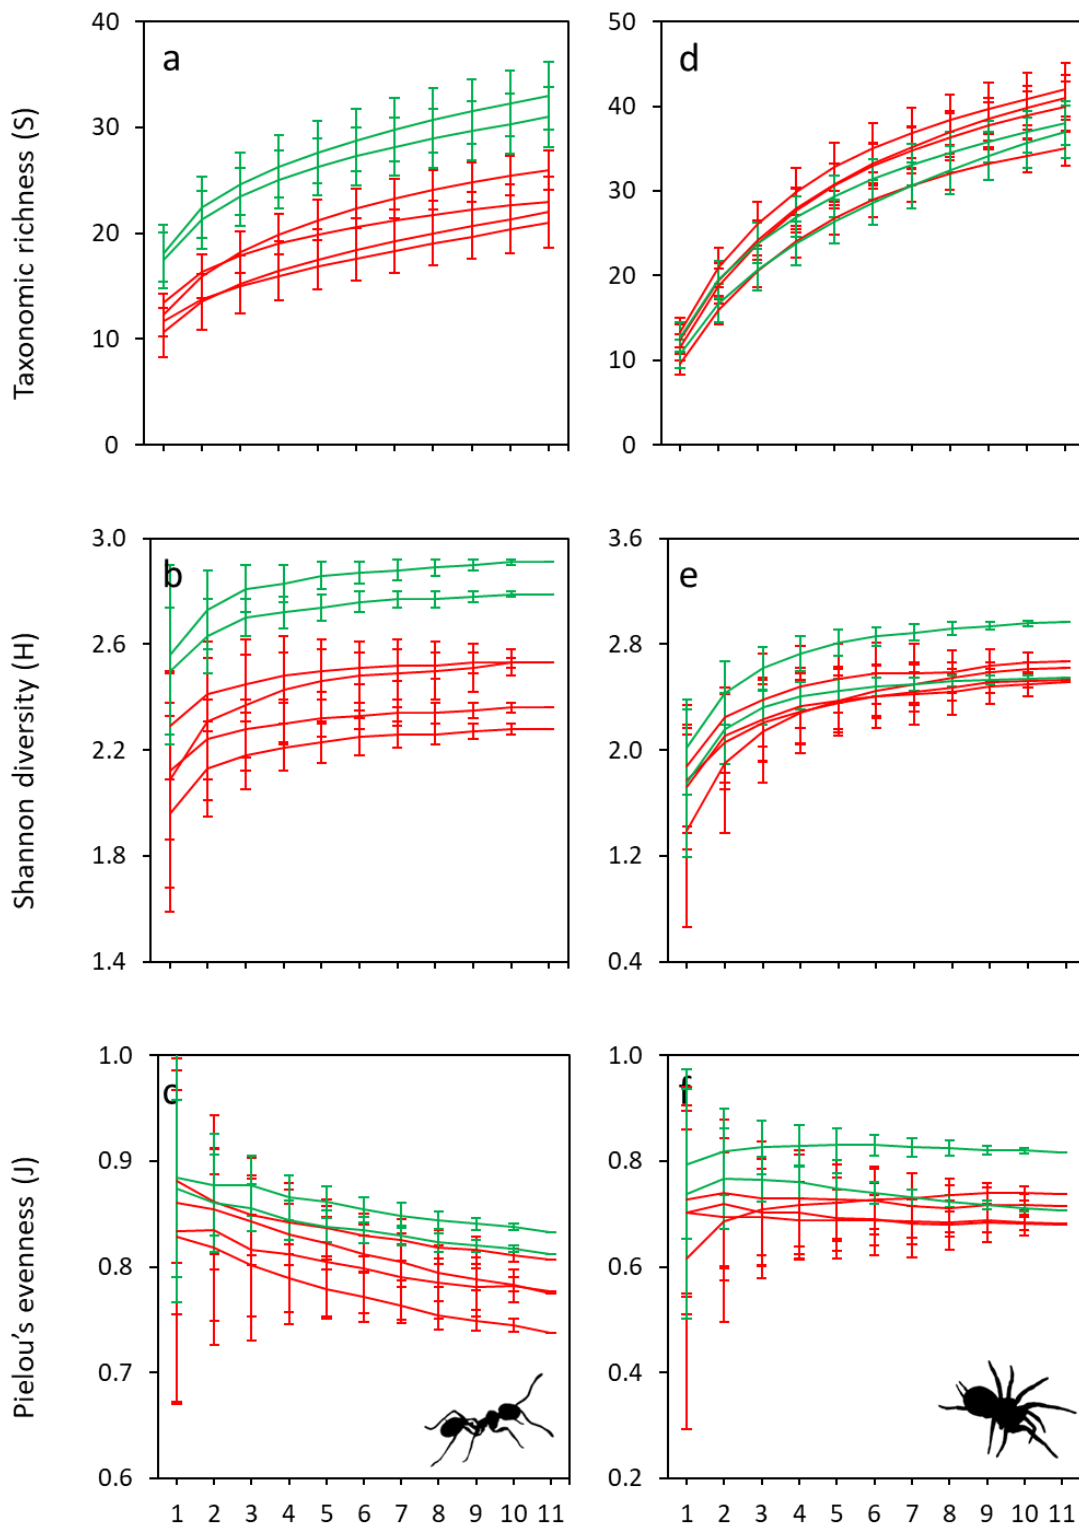 Taxonomic richness (S)
40
30
20
10
0
a
50
40
30
20
10
0
d
Shannon diversity (H)
3.0
2.6
2.2
1.8
1.4
b
3.6
2.8
2.0
1.2
0.4
e
Pielou's evenness (J)
1.0
0.9
0.8
0.7
0.6
c
1 2 3 4 5 6 7 8 9 10 11
1.0
0.8
0.6
0.4
0.2
f
1 2 3 4 5 6 7 8 9 10 11